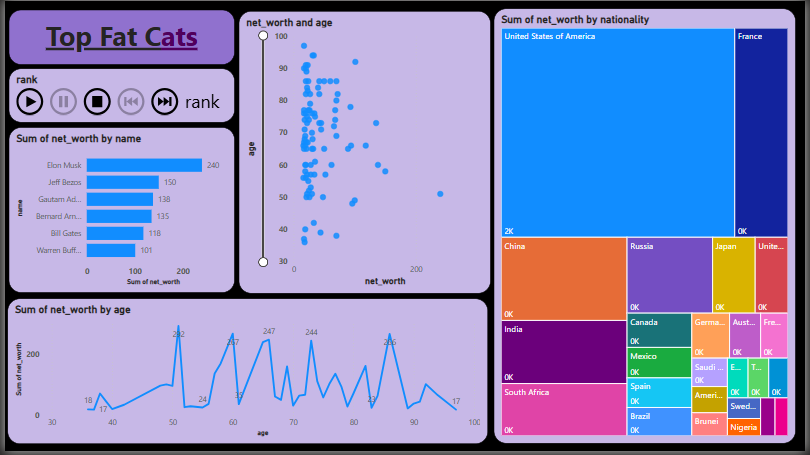 Top Fat Cats
rank
rank
Sum of net_worth by name
Elon Musk 240
Jeff Bezos 150
Gautam Ad... 138
Bernard Arn... 135
Bill Gates 118
Warren Buff... 101
name
0 100 200
Sum of net_worth
net_worth and age
100
90
80
70
60
50
40
30
age
0 200
net_worth
Sum of net_worth by age
Sum of net_worth
200
0
18
17
292
24
267
247
244
17
30 40 50 60 70 80 90 100
age
Sum of net_worth by nationality
United States of America
2K
France
0K
China
0K
Russia
0K
Japan
0K
Unite...
0K
India
0K
South Africa
0K
Canada
0K
Mexico
0K
Spain
0K
Brazil
0K
Germa...
0K
Aust...
0K
Fre...
0K
Saudi ...
0K
E...
0K
T...
0K
0K
Ameri...
Swed...
Brunei
Nigeria